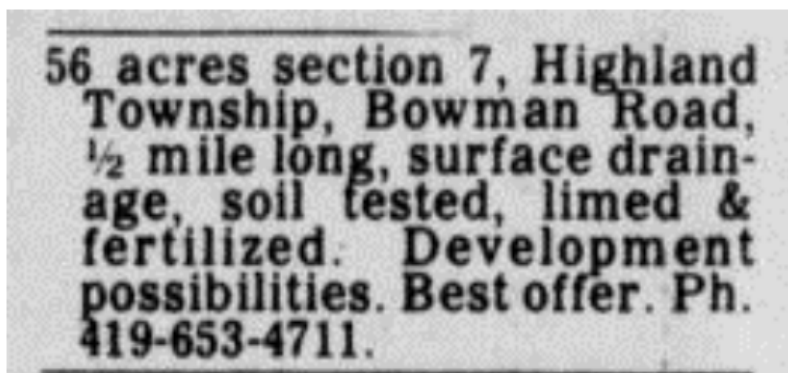 56 acres section 7, Highland
Township, Bowman Road,
½ mile long, surface drain-
age, soil tested, limed &
fertilized. Development
possibilities. Best offer. Ph.
419-653-4711.